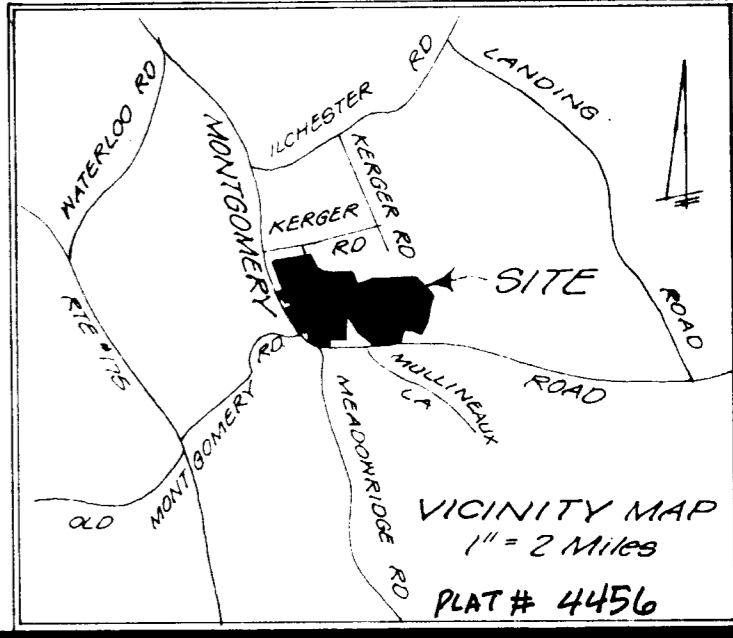 WATERLOO RD
MONTGOMERY
ILCHESTER RD
LANDING
ROAD
KERGER RD
KERGER
RD
SITE
RTE #175
OLD MONTGOMERY RD
MULLINEAUX
LA
ROAD
MEADOWRIDGE RD
VICINITY MAP
1" = 2 Miles
PLAT # 4456